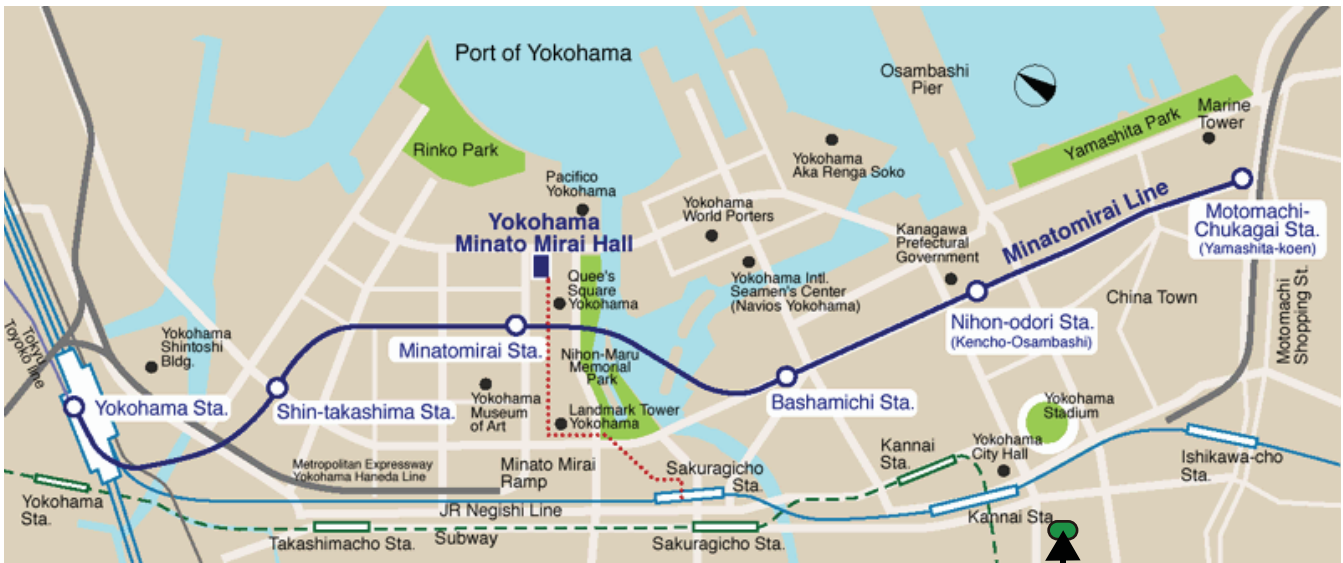 Port of Yokohama
Osambashi
Pier
Marine
Tower
Yamashita Park
Rinko Park
Yokohama
Aka Renga Soko
Pacifico
Yokohama
Yokohama
Minato Mirai Hall
Yokohama
World Porters
Kanagawa
Prefectural
Government
Minatomirai Line
Motomachi-
Chukagai Sta.
(Yamashita-koen)
Quee's
Square
Yokohama
Yokohama Intl.
Seamen's Center
(Navios Yokohama)
China Town
Motomachi
Shopping St.
Nihon-odori Sta.
(Kencho-Osambashi)
Tokyu
Toyoko line
Yokohama
Shintoshi
Bldg.
Minatomirai Sta.
Nihon-Maru
Memorial
Park
Yokohama Sta.
Shin-takashima Sta.
Yokohama
Museum
of Art
Landmark Tower
Yokohama
Bashamichi Sta.
Yokohama
Stadium
Yokohama
City Hall
Kannai
Sta.
Ishikawa-cho
Sta.
Metropolitan Expressway
Yokohama Haneda Line
Minato Mirai
Ramp
Sakuragicho
Sta.
Yokohama
Sta.
JR Negishi Line
Kannai Sta.
Takashimacho Sta.
Subway
Sakuragicho Sta.